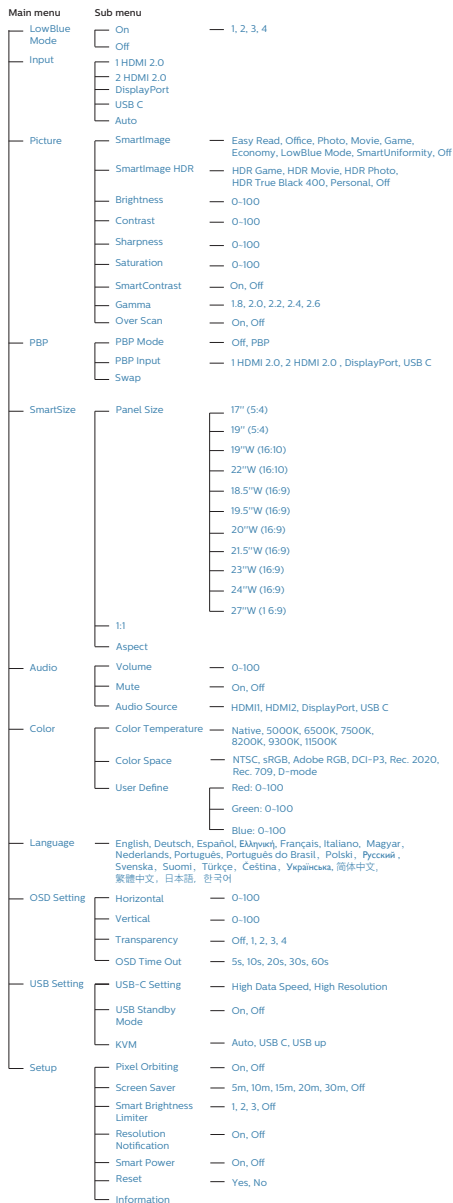 Main menu Sub menu
LowBlue Mode On 1, 2, 3, 4
Off
Input 1 HDMI 2.0
2 HDMI 2.0
DisplayPort
USB C
Auto
Picture SmartImage Easy Read, Office, Photo, Movie, Game,
Economy, LowBlue Mode, SmartUniformity, Off
SmartImage HDR HDR Game, HDR Movie, HDR Photo,
HDR True Black 400, Personal, Off
Brightness 0-100
Contrast 0-100
Sharpness 0-100
Saturation 0-100
SmartContrast On, Off
Gamma 1.8, 2.0, 2.2, 2.4, 2.6
Over Scan On, Off
PBP PBP Mode Off, PBP
PBP Input 1 HDMI 2.0, 2 HDMI 2.0 , DisplayPort, USB C
Swap
SmartSize Panel Size 17" (5:4)
19" (5:4)
19"W (16:10)
22"W (16:10)
18.5"W (16:9)
19.5"W (16:9)
20"W (16:9)
21.5"W (16:9)
23"W (16:9)
24"W (16:9)
27"W (1 6:9)
1:1
Aspect
Audio Volume 0-100
Mute On, Off
Audio Source HDMI1, HDMI2, DisplayPort, USB C
Color Color Temperature Native, 5000K, 6500K, 7500K,
8200K, 9300K, 11500K
Color Space NTSC, sRGB, Adobe RGB, DCI-P3, Rec. 2020,
Rec. 709, D-mode
User Define Red: 0-100
Green: 0-100
Blue: 0-100
Language English, Deutsch, Español, Ελληνική, Français, Italiano, Magyar,
Nederlands, Português, Português do Brasil, Polski, Русский ,
Svenska, Suomi, Türkçe, Čeština, Українська, 简体中文,
繁體中文, 日本語, 한국어
OSD Setting Horizontal 0-100
Vertical 0-100
Transparency Off, 1, 2, 3, 4
OSD Time Out 5s, 10s, 20s, 30s, 60s
USB Setting USB-C Setting High Data Speed, High Resolution
USB Standby Mode On, Off
KVM Auto, USB C, USB up
Setup Pixel Orbiting On, Off
Screen Saver 5m, 10m, 15m, 20m, 30m, Off
Smart Brightness Limiter 1, 2, 3, Off
Resolution Notification On, Off
Smart Power On, Off
Reset Yes, No
Information